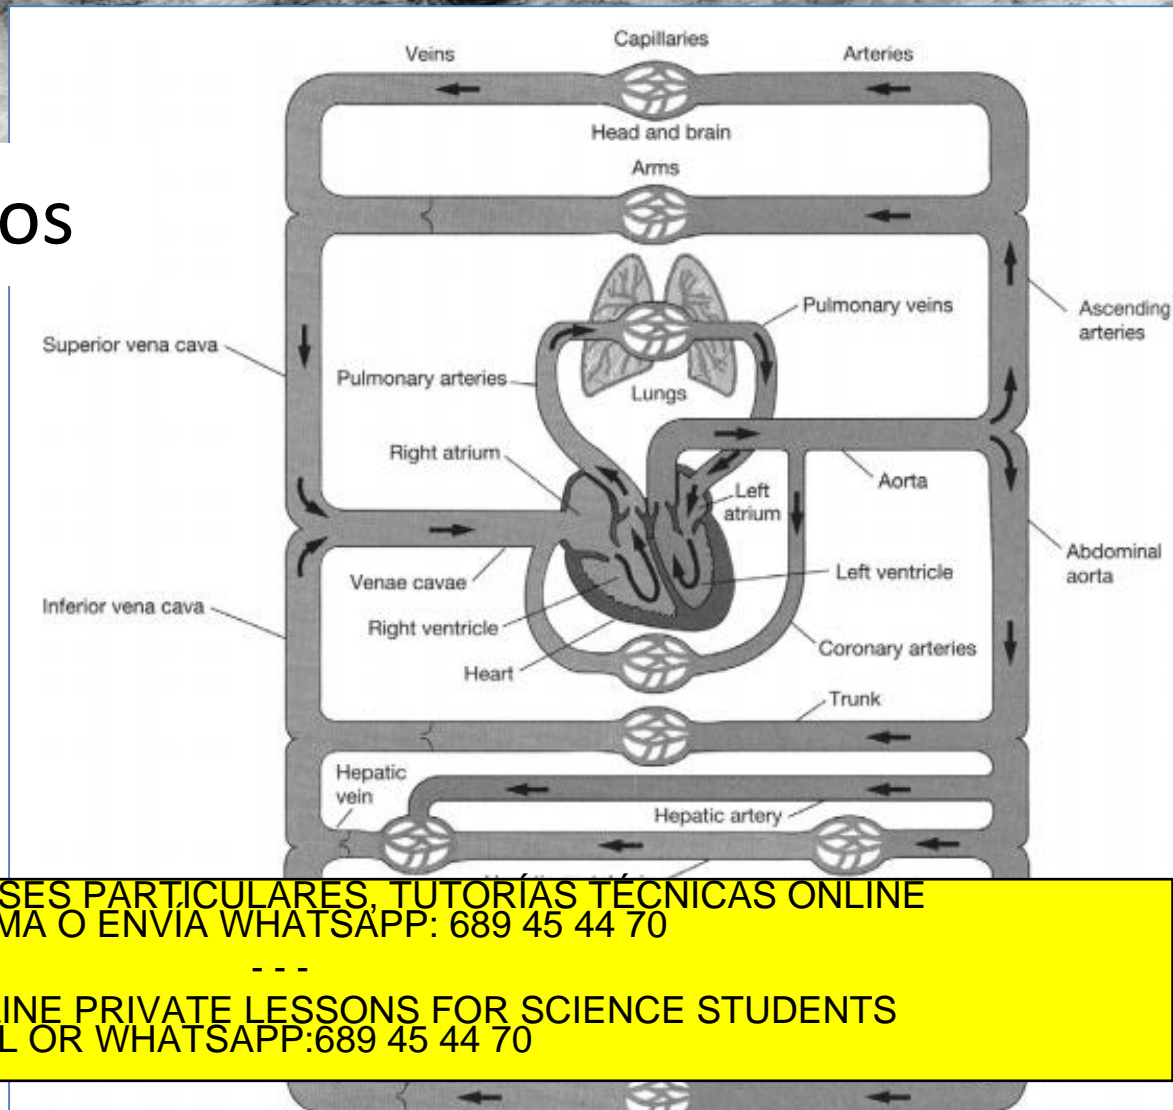 Veins
Capillaries
Arteries
Head and brain
Arms
os
Pulmonary veins
Ascending
arteries
Superior vena cava
Pulmonary arteries
Lungs
Right atrium
Left
atrium
Aorta
Abdominal
aorta
Venae cavae
Left ventricle
Inferior vena cava
Right ventricle
Coronary arteries
Heart
Trunk
Hepatic
vein
Hepatic artery
SES PARTICULARES, TUTORÍAS TÉCNICAS ONLINE
MA O ENVÍA WHATSAPP: 689 45 44 70
- - -
LINE PRIVATE LESSONS FOR SCIENCE STUDENTS
L OR WHATSAPP:689 45 44 70